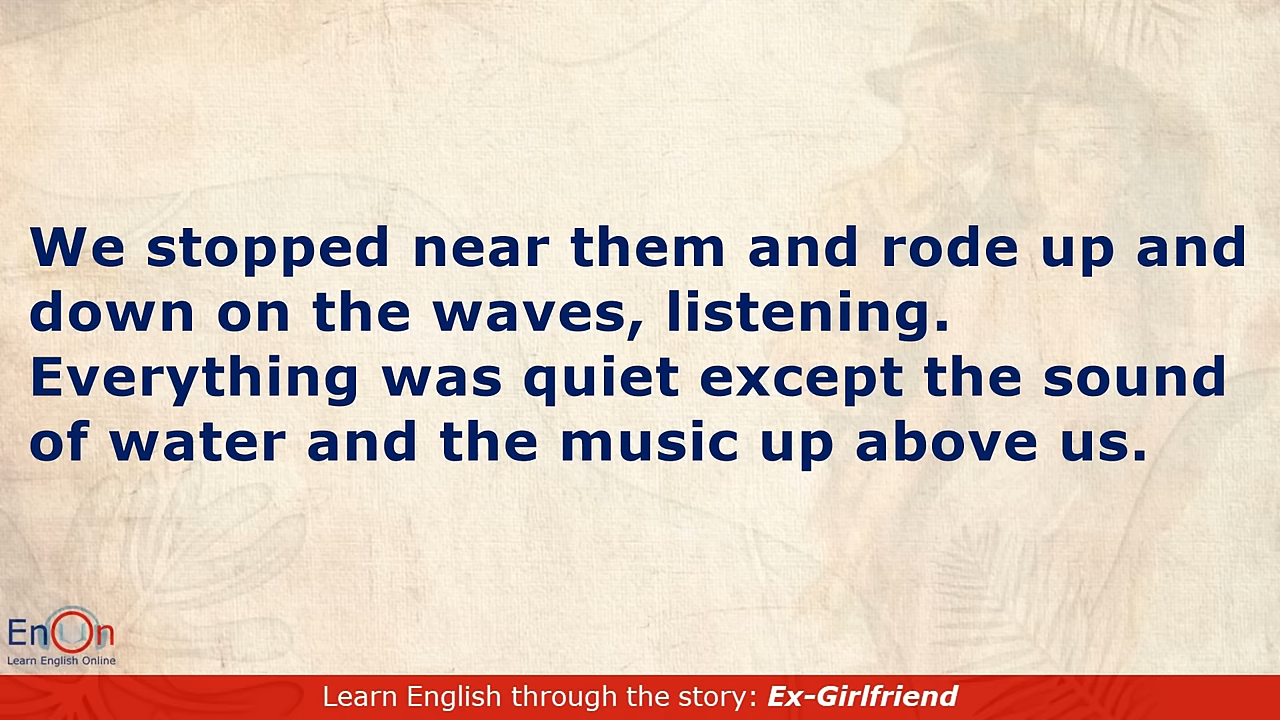 We stopped near them and rode up and
down on the waves, listening.
Everything was quiet except the sound
of water and the music up above us.
EnOn
Learn English Online
Learn English through the story: Ex-Girlfriend